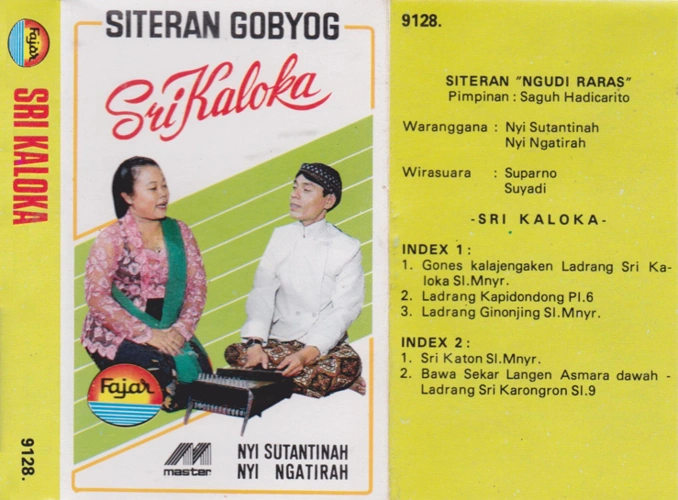 Fajar
SRI KALOKA
9128.
SITERAN GOBYOG
Sri Kaloka
Fajar
master
NYI SUTANTINAH
NYI NGATIRAH
9128.
SITERAN "NGUDI RARAS"
Pimpinan : Saguh Hadicarito
Waranggana : Nyi Sutantinah
Nyi Ngatirah
Wirasuara : Suparno
Suyadi
-SRI KALOKA-
INDEX 1 :
1. Gones kalajengaken Ladrang Sri Ka-
loka Sl.Mnyr.
2. Ladrang Kapidondong Pl.6
3. Ladrang Ginonjing Sl.Mnyr.
INDEX 2 :
1. Sri Katon Sl.Mnyr.
2. Bawa Sekar Langen Asmara dawah -
Ladrang Sri Karongron Sl.9